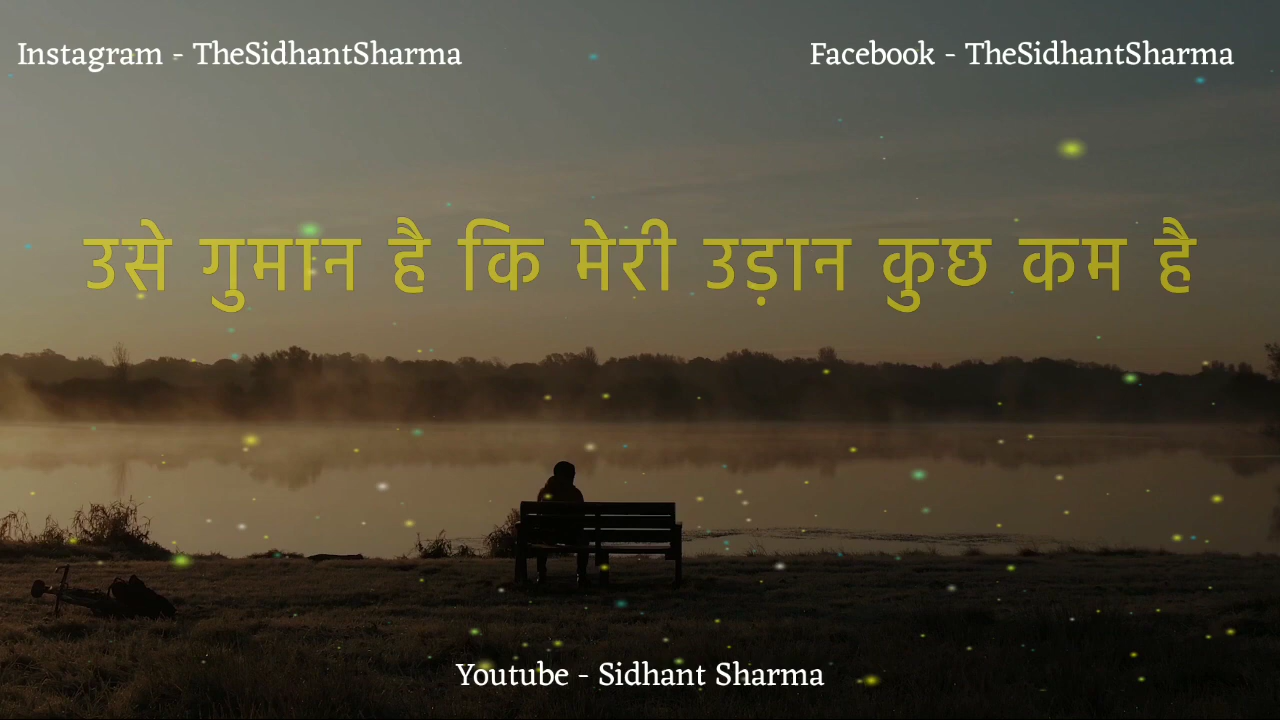 Instagram - TheSidhantSharma
Facebook - TheSidhantSharma
उसे गुमान है कि मेरी उड़ान कुछ कम है
Youtube - Sidhant Sharma